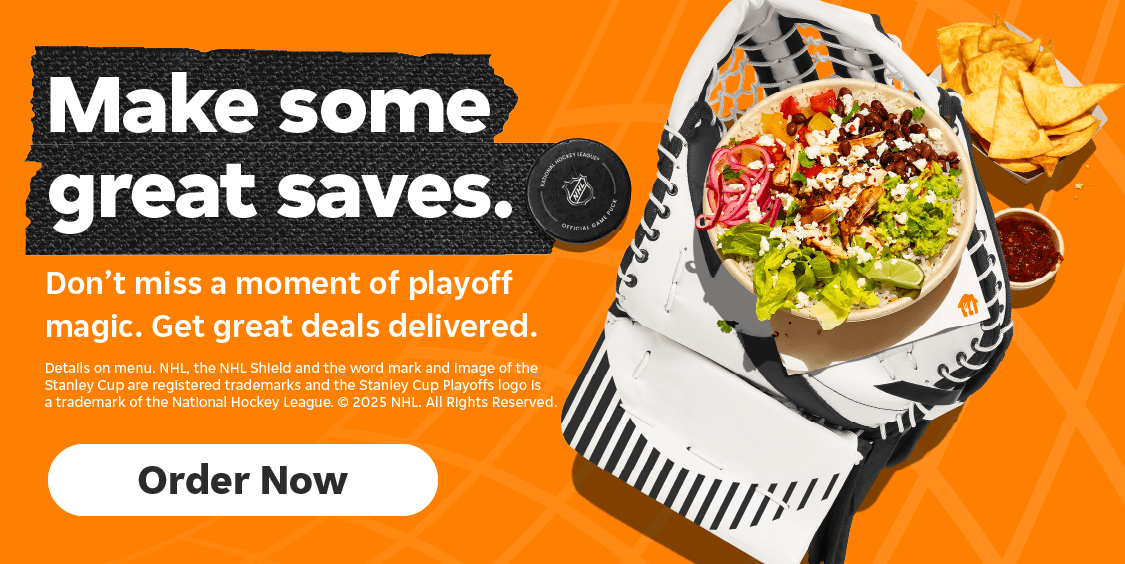 Make some
great saves.
NATIONAL HOCKEY LEAGUE®
NHL
OFFICIAL GAME PUCK
Don't miss a moment of playoff
magic. Get great deals delivered.
Details on menu. NHL, the NHL Shield and the word mark and image of the
Stanley Cup are registered trademarks and the Stanley Cup Playoffs logo is
a trademark of the National Hockey League. © 2025 NHL. All Rights Reserved.
Order Now